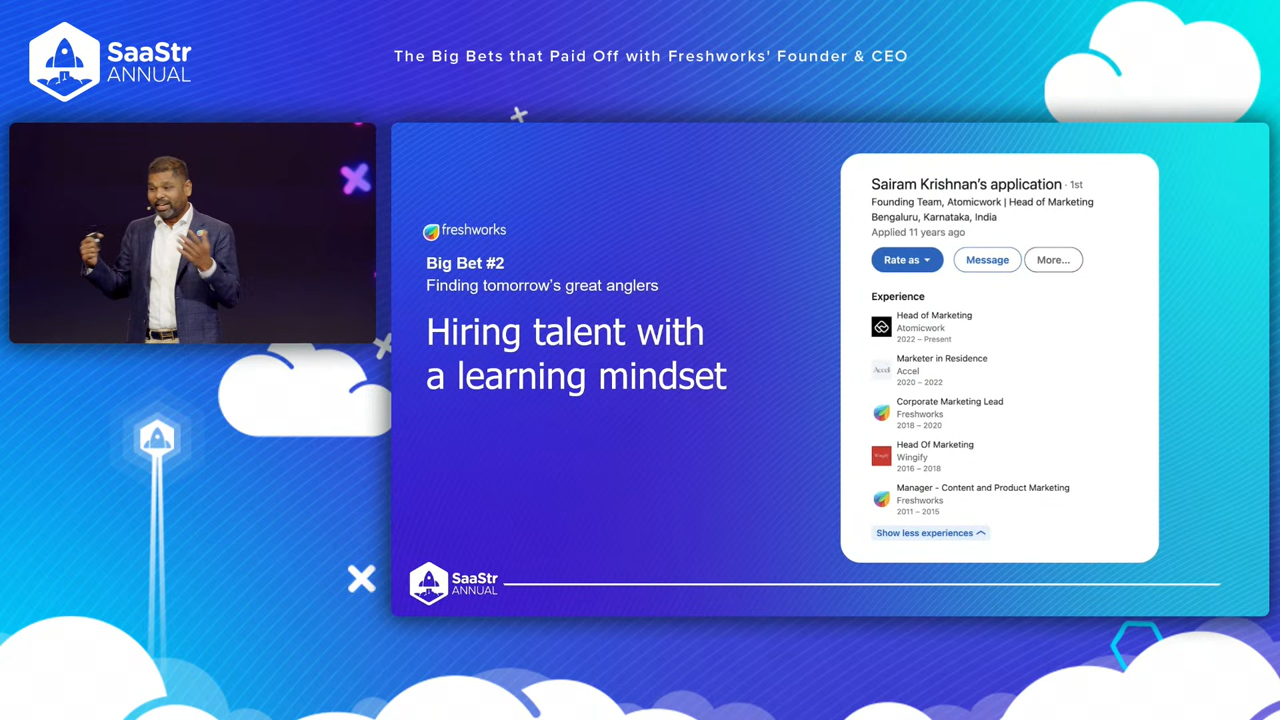 SaaStr
ANNUAL
The Big Bets that Paid Off with Freshworks' Founder & CEO
freshworks
Big Bet #2
Finding tomorrow's great anglers
Hiring talent with
a learning mindset
Sairam Krishnan's application · 1st
Founding Team, Atomicwork | Head of Marketing
Bengaluru, Karnataka, India
Applied 11 years ago
Rate as
Message
More...
Experience
Head of Marketing
Atomicwork
2022 – Present
Marketer in Residence
Accel
Accel
2020 – 2022
Corporate Marketing Lead
Freshworks
2018 – 2020
Head Of Marketing
Wingify
Wingify
2016 – 2018
Manager - Content and Product Marketing
Freshworks
2011 – 2015
Show less experiences
SaaStr
ANNUAL